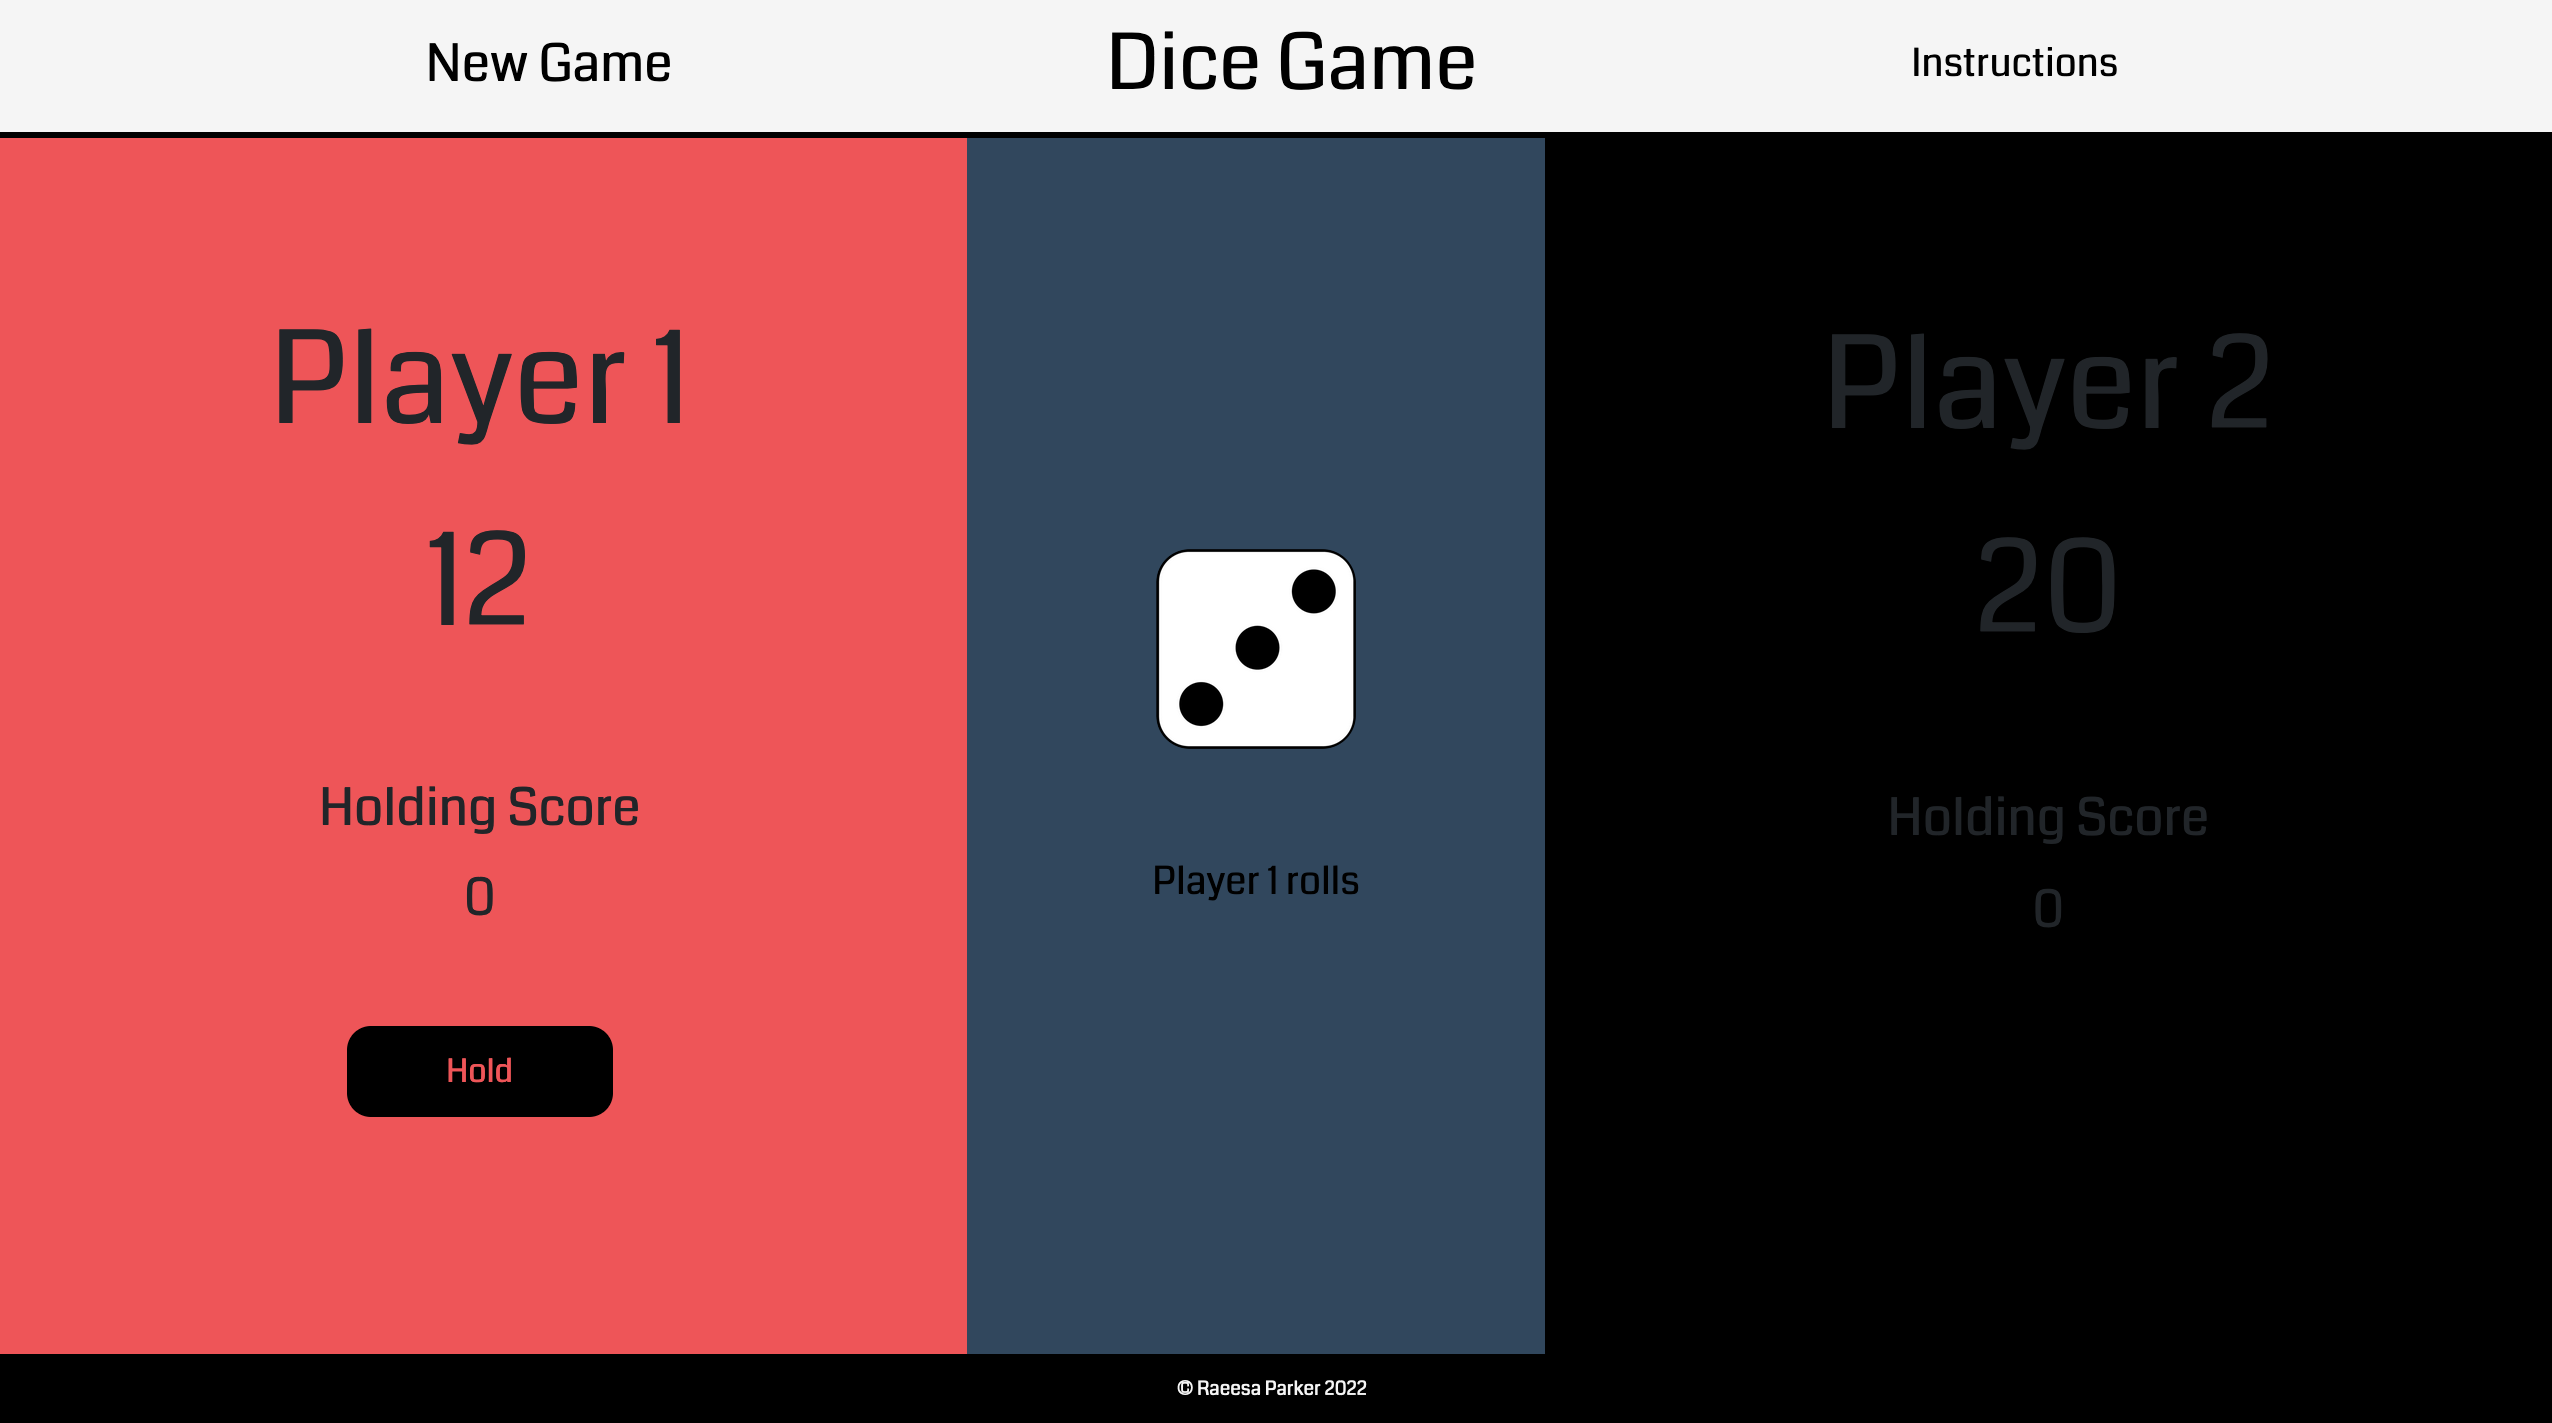 New Game
Dice Game
Instructions
Player 1
12
Holding Score
0
Hold
Player 1 rolls
Player 2
20
Holding Score
0
© Raeesa Parker 2022